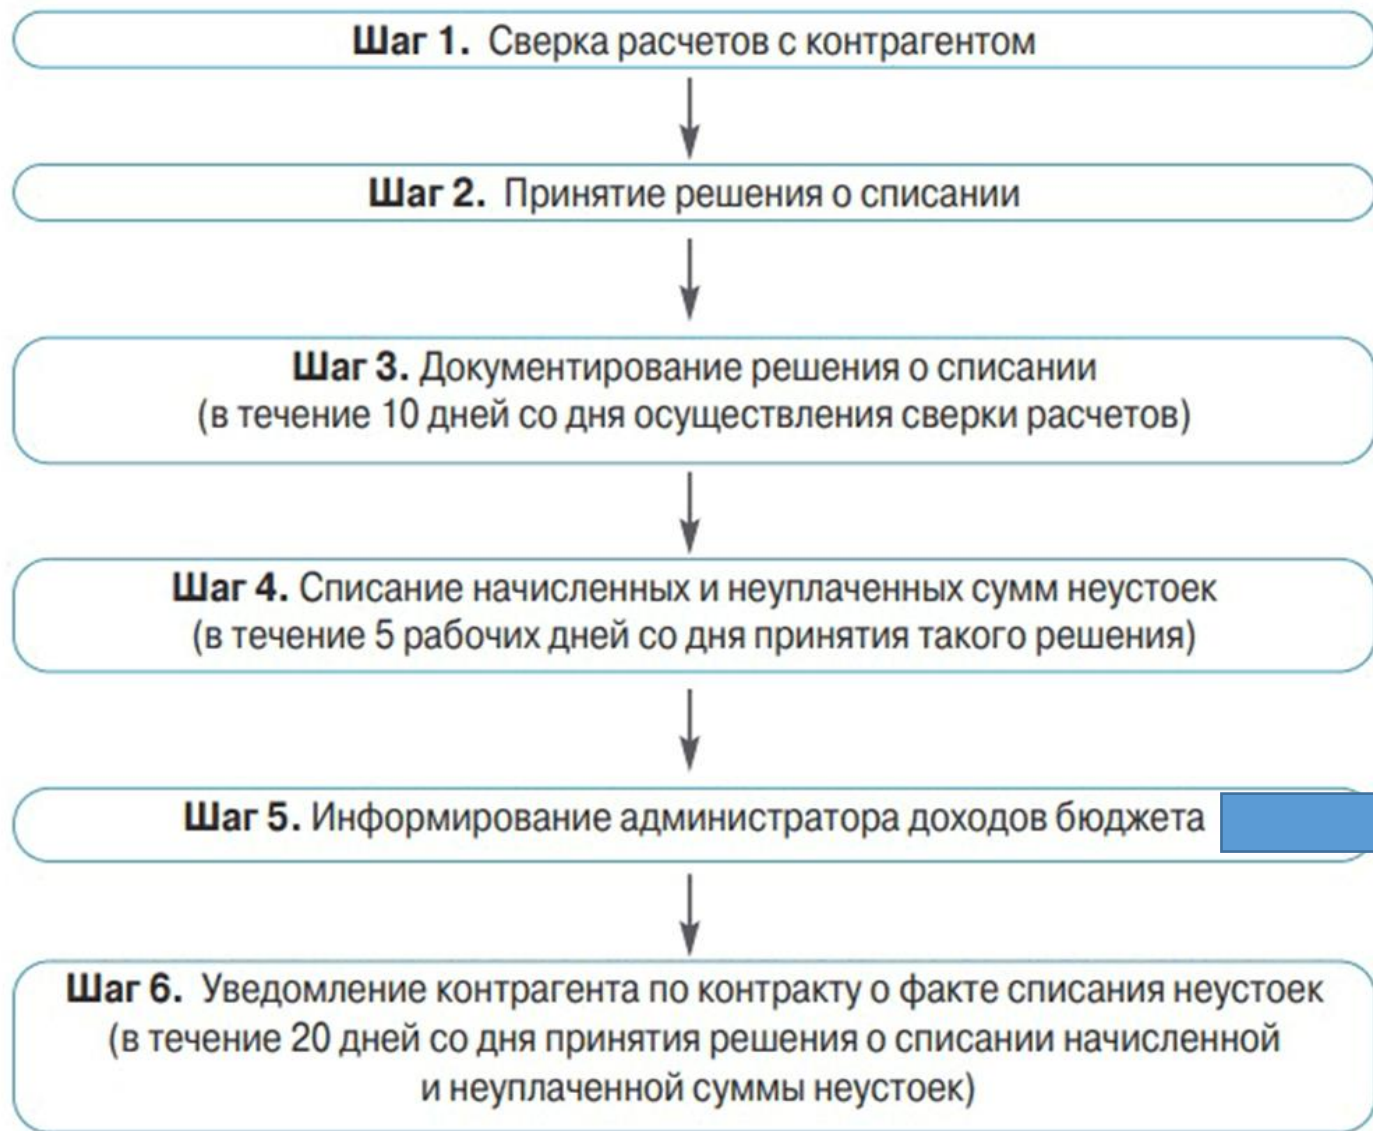 Шаг 1. Сверка расчетов с контрагентом
Шаг 2. Принятие решения о списании
Шаг 3. Документирование решения о списании
(в течение 10 дней со дня осуществления сверки расчетов)
Шаг 4. Списание начисленных и неуплаченных сумм неустоек
(в течение 5 рабочих дней со дня принятия такого решения)
Шаг 5. Информирование администратора доходов бюджета
Шаг 6. Уведомление контрагента по контракту о факте списания неустоек
(в течение 20 дней со дня принятия решения о списании начисленной
и неуплаченной суммы неустоек)